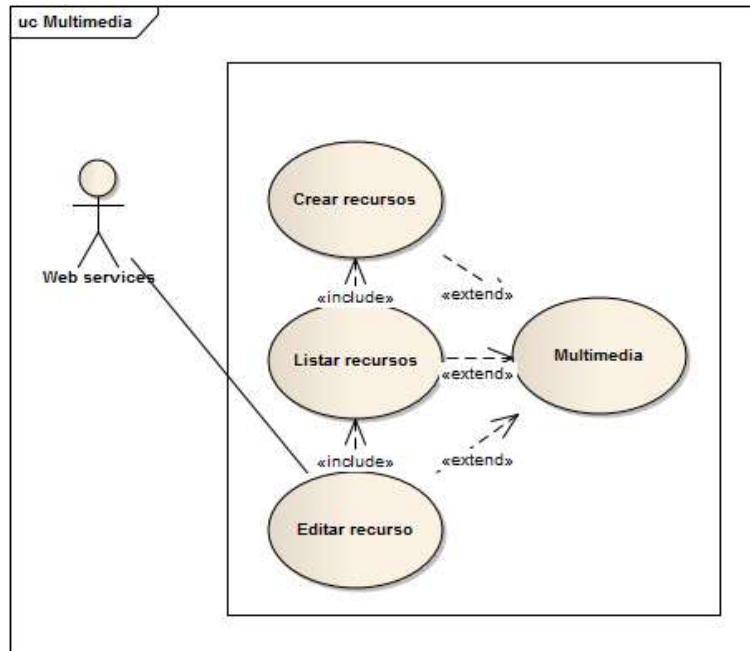 uc Multimedia
Crear recursos
Web services
«include»
«extend»
Listar recursos
«extend»
Multimedia
«include»
«extend»
Editar recurso